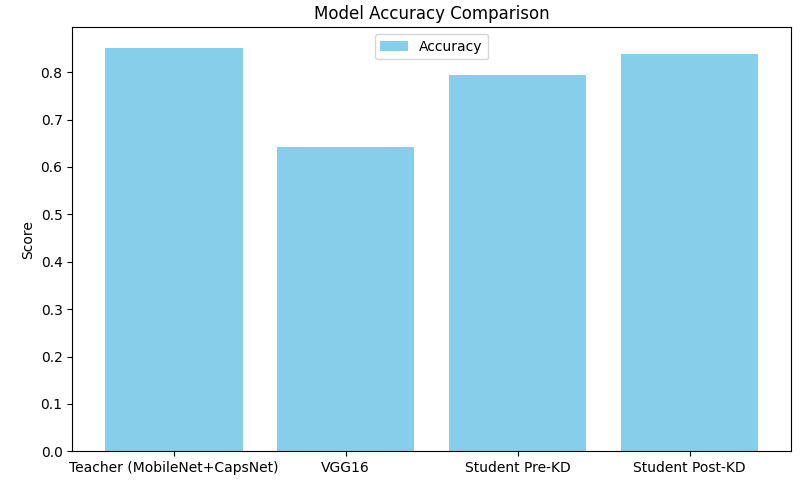 Model Accuracy Comparison
Accuracy
Score
0.8
0.7
0.6
0.5
0.4
0.3
0.2
0.1
0.0
Teacher (MobileNet+CapsNet)
VGG16
Student Pre-KD
Student Post-KD